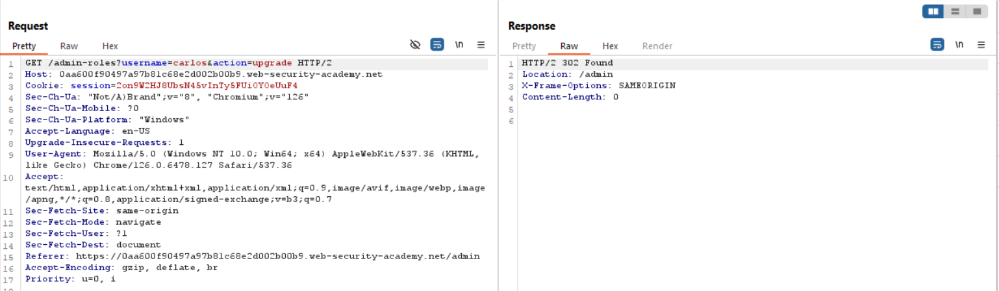 Request
Pretty Raw Hex
\n
1 GET /admin-roles?username=carlos&action=upgrade HTTP/2
2 Host: 0aa600f90497a97b81c68e2d002b00b9.web-security-academy.net
3 Cookie: session=2on9W2HJ8UbsN45vInTy5FUi0Y0eUuF4
4 Sec-Ch-Ua: "Not/A)Brand";v="8", "Chromium";v="126"
5 Sec-Ch-Ua-Mobile: ?0
6 Sec-Ch-Ua-Platform: "Windows"
7 Accept-Language: en-US
8 Upgrade-Insecure-Requests: 1
9 User-Agent: Mozilla/5.0 (Windows NT 10.0; Win64; x64) AppleWebKit/537.36 (KHTML,
like Gecko) Chrome/126.0.6478.127 Safari/537.36
10 Accept:
text/html,application/xhtml+xml,application/xml;q=0.9,image/avif,image/webp,image
/apng,*/*;q=0.8,application/signed-exchange;v=b3;q=0.7
11 Sec-Fetch-Site: same-origin
12 Sec-Fetch-Mode: navigate
13 Sec-Fetch-User: ?1
14 Sec-Fetch-Dest: document
15 Referer: https://0aa600f90497a97b81c68e2d002b00b9.web-security-academy.net/admin
16 Accept-Encoding: gzip, deflate, br
17 Priority: u=0, i
Response
Pretty Raw Hex Render
\n
1 HTTP/2 302 Found
2 Location: /admin
3 X-Frame-Options: SAMEORIGIN
4 Content-Length: 0
5
6